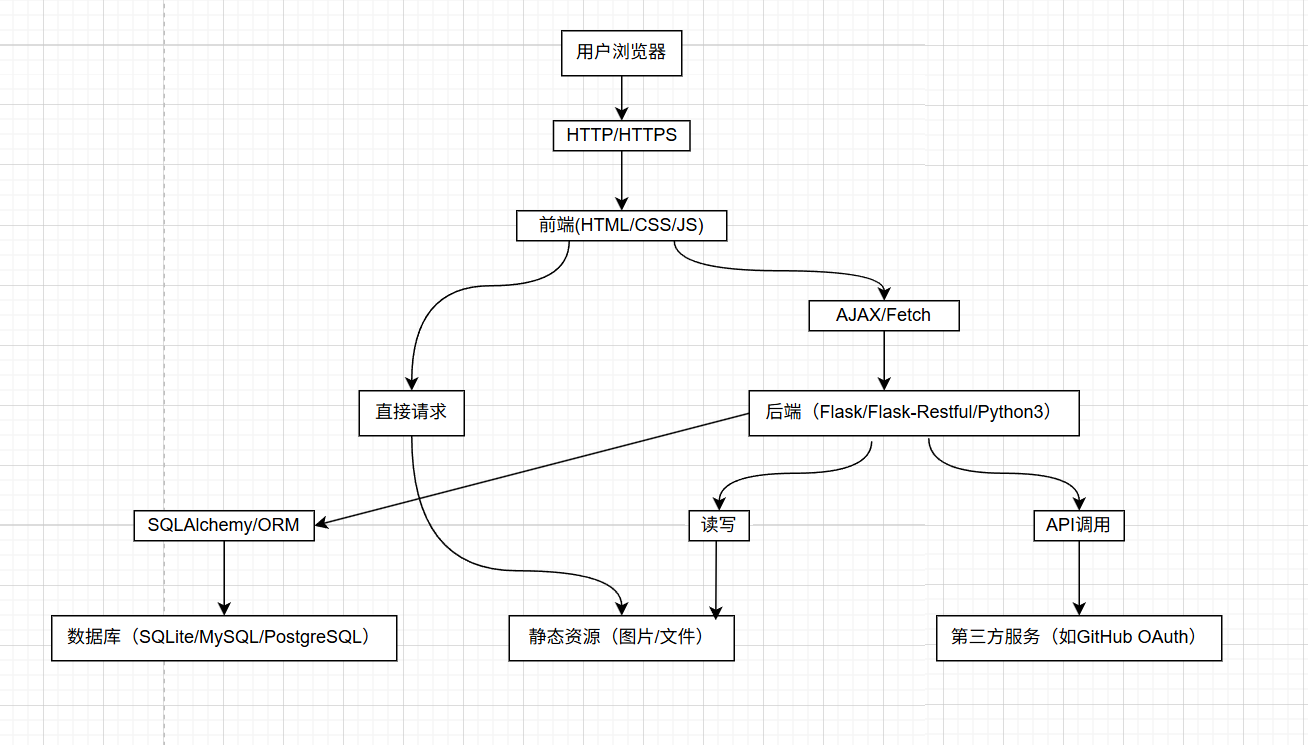 用户浏览器
HTTP/HTTPS
前端(HTML/CSS/JS)
AJAX/Fetch
直接请求
后端（Flask/Flask-Restful/Python3）
SQLAlchemy/ORM
读写
API调用
数据库（SQLite/MySQL/PostgreSQL）
静态资源（图片/文件）
第三方服务（如GitHub OAuth）